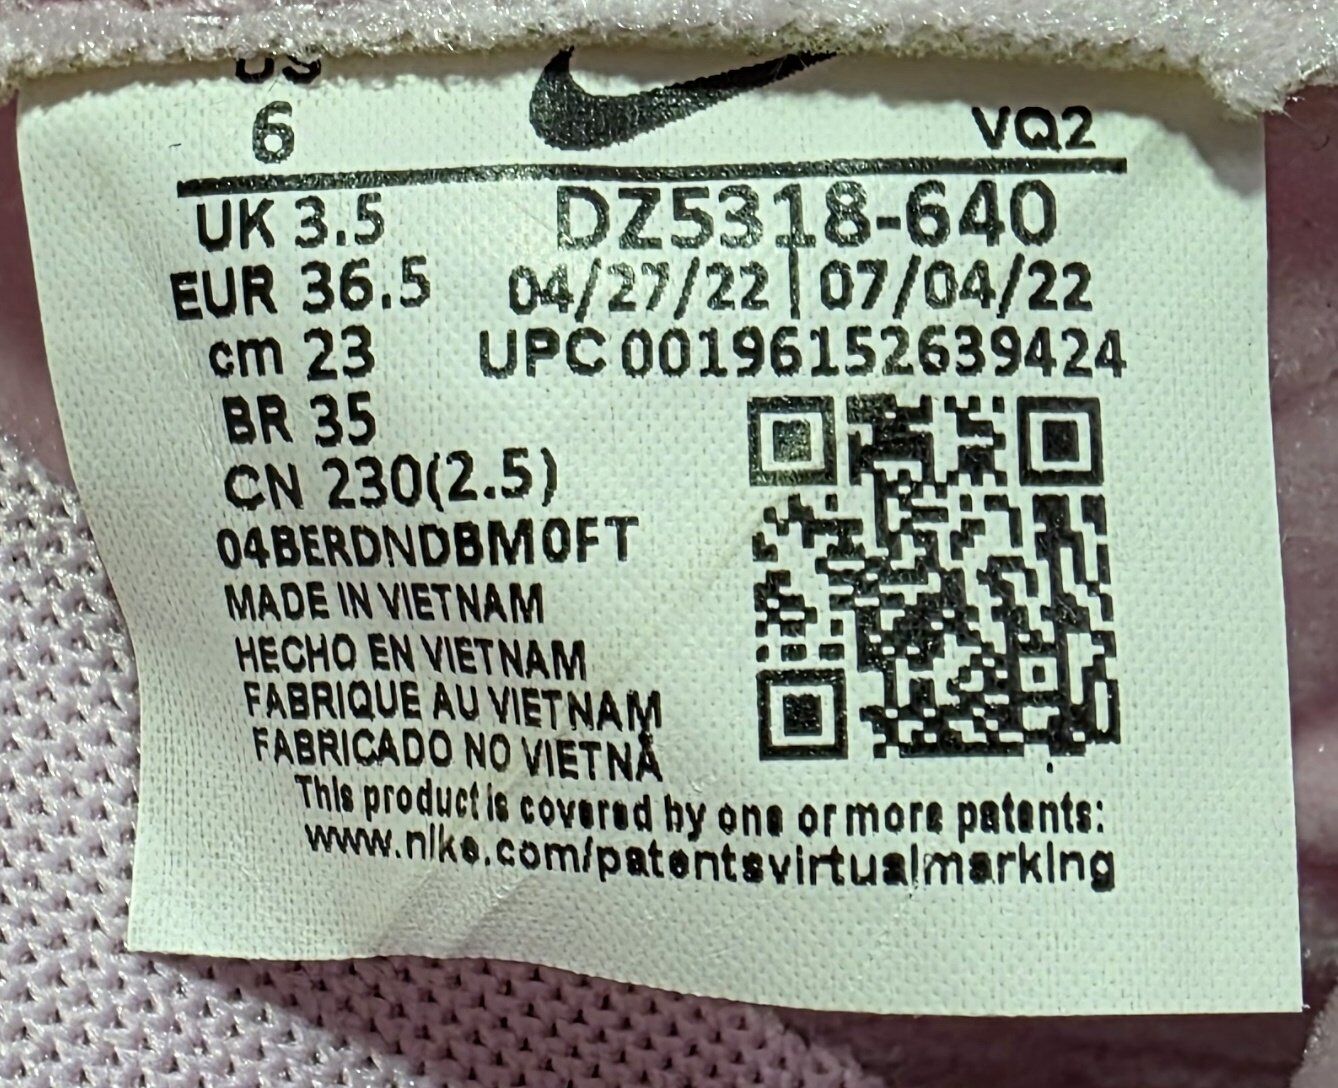 US
6
VQ2
UK 3.5
DZ5318-640
EUR 36.5
04/27/22 | 07/04/22
cm 23
UPC 00196152639424
BR 35
CN 230(2.5)
04BERDNDBM0FT
MADE IN VIETNAM
HECHO EN VIETNAM
FABRIQUE AU VIETNAM
FABRICADO NO VIETNÃ
This product is covered by one or more patents:
www.nike.com/patentsvirtualmarking